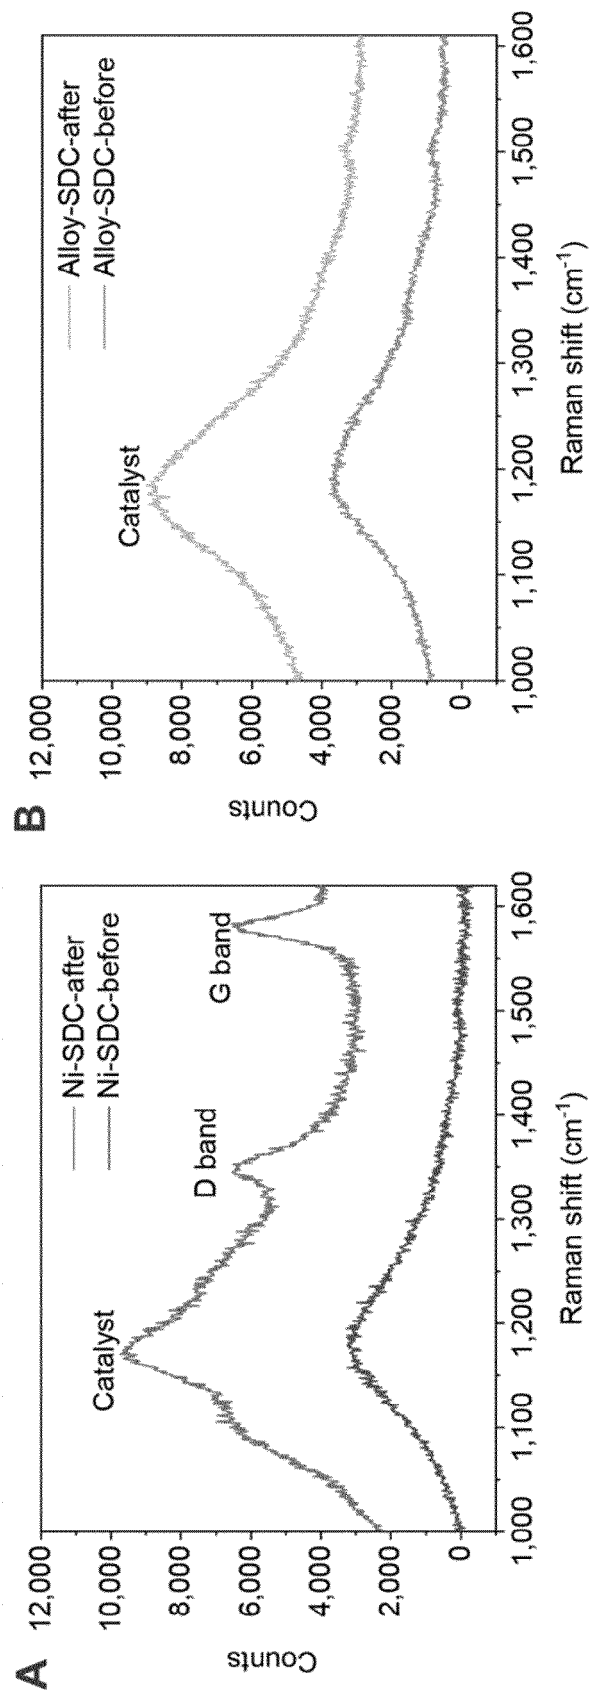 A
12,000
10,000
8,000
6,000
4,000
2,000
0
Counts
Ni-SDC-after
Ni-SDC-before
Catalyst
D band
G band
1,000
1,100
1,200
1,300
1,400
1,500
1,600
Raman shift (cm⁻¹)
B
12,000
10,000
8,000
6,000
4,000
2,000
0
Counts
Alloy-SDC-after
Alloy-SDC-before
Catalyst
1,000
1,100
1,200
1,300
1,400
1,500
1,600
Raman shift (cm⁻¹)